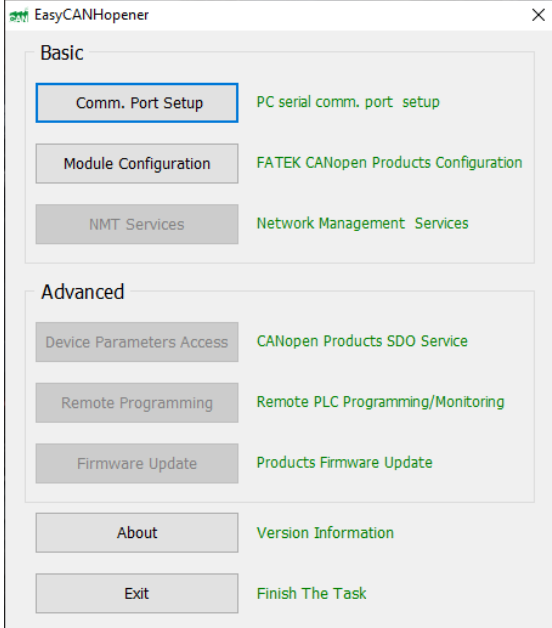 EasyCANHopener
Basic
Comm. Port Setup PC serial comm. port setup
Module Configuration FATEK CANopen Products Configuration
NMT Services Network Management Services
Advanced
Device Parameters Access CANopen Products SDO Service
Remote Programming Remote PLC Programming/Monitoring
Firmware Update Products Firmware Update
About Version Information
Exit Finish The Task